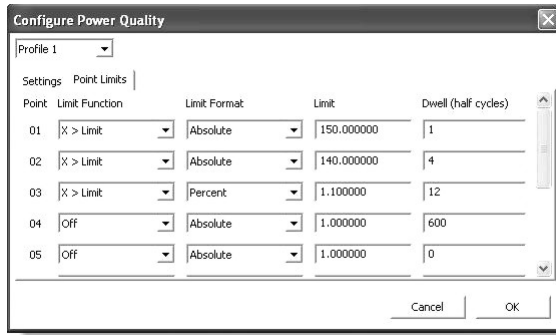 Configure Power Quality
Profile 1
Settings Point Limits
Point Limit Function Limit Format Limit Dwell (half cycles)
01 X > Limit Absolute 150.000000 1
02 X > Limit Absolute 140.000000 4
03 X > Limit Percent 1.100000 12
04 Off Absolute 1.000000 600
05 Off Absolute 1.000000 0
Cancel OK